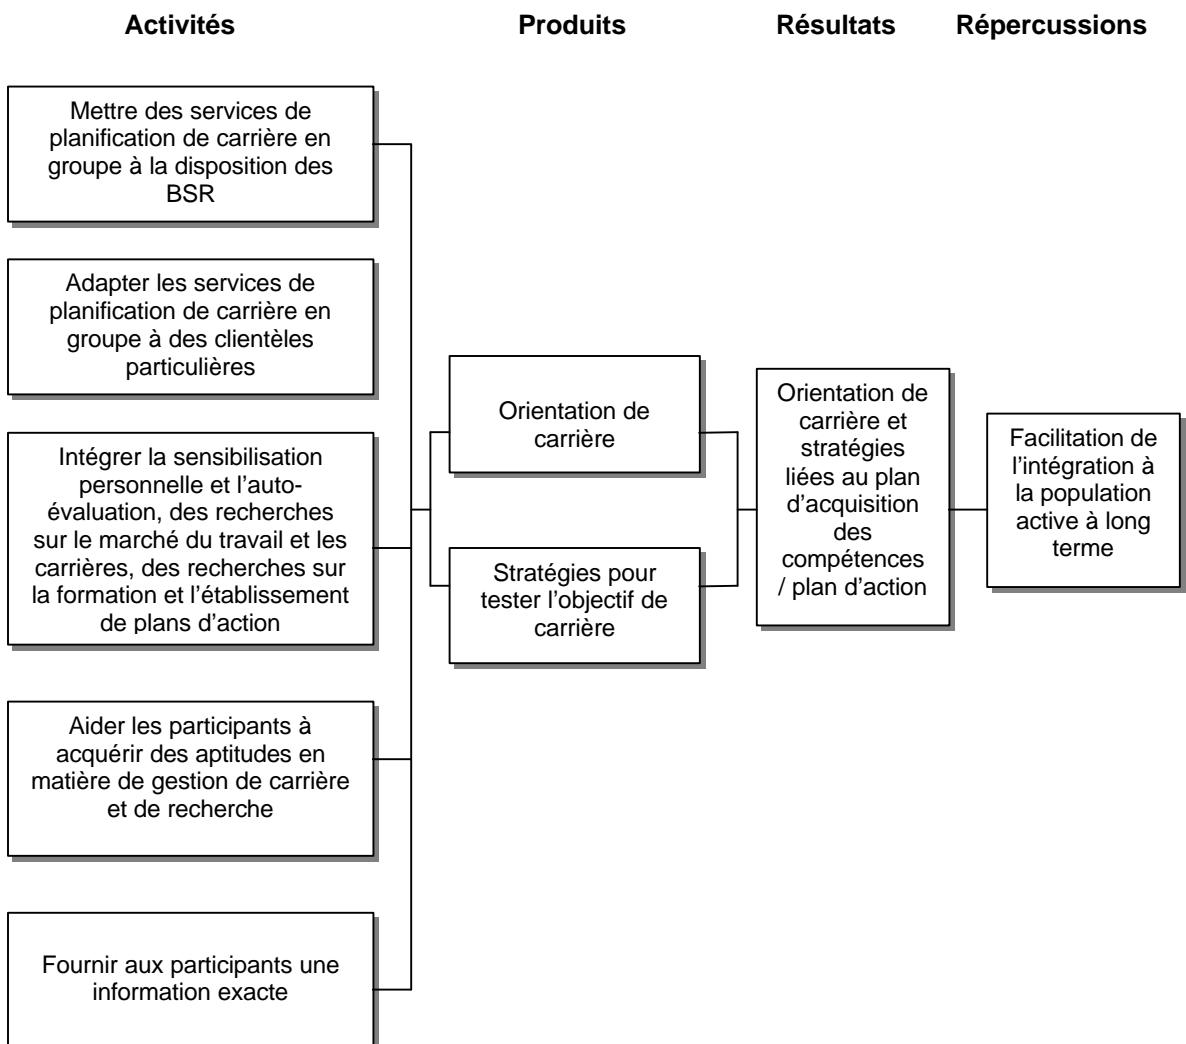 Activités
Produits
Résultats
Répercussions
Mettre des services de
planification de carrière en
groupe à la disposition des
BSR
Adapter les services de
planification de carrière en
groupe à des clientèles
particulières
Intégrer la sensibilisation
personnelle et l’auto-
évaluation, des recherches
sur le marché du travail et les
carrières, des recherches sur
la formation et l’établissement
de plans d’action
Aider les participants à
acquérir des aptitudes en
matière de gestion de carrière
et de recherche
Fournir aux participants une
information exacte
Orientation de
carrière
Stratégies pour
tester l’objectif de
carrière
Orientation de
carrière et
stratégies
liées au plan
d’acquisition
des
compétences
/ plan d’action
Facilitation de
l’intégration à
la population
active à long
terme